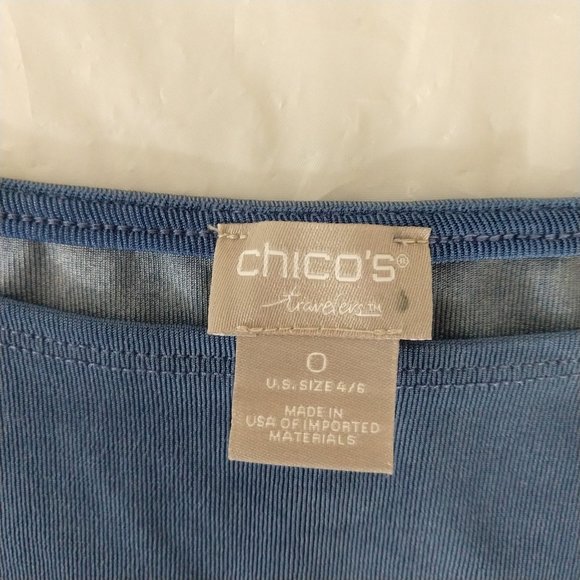 chico's®
travelers™
0
U.S. SIZE 4/6
MADE IN
USA OF IMPORTED
MATERIALS